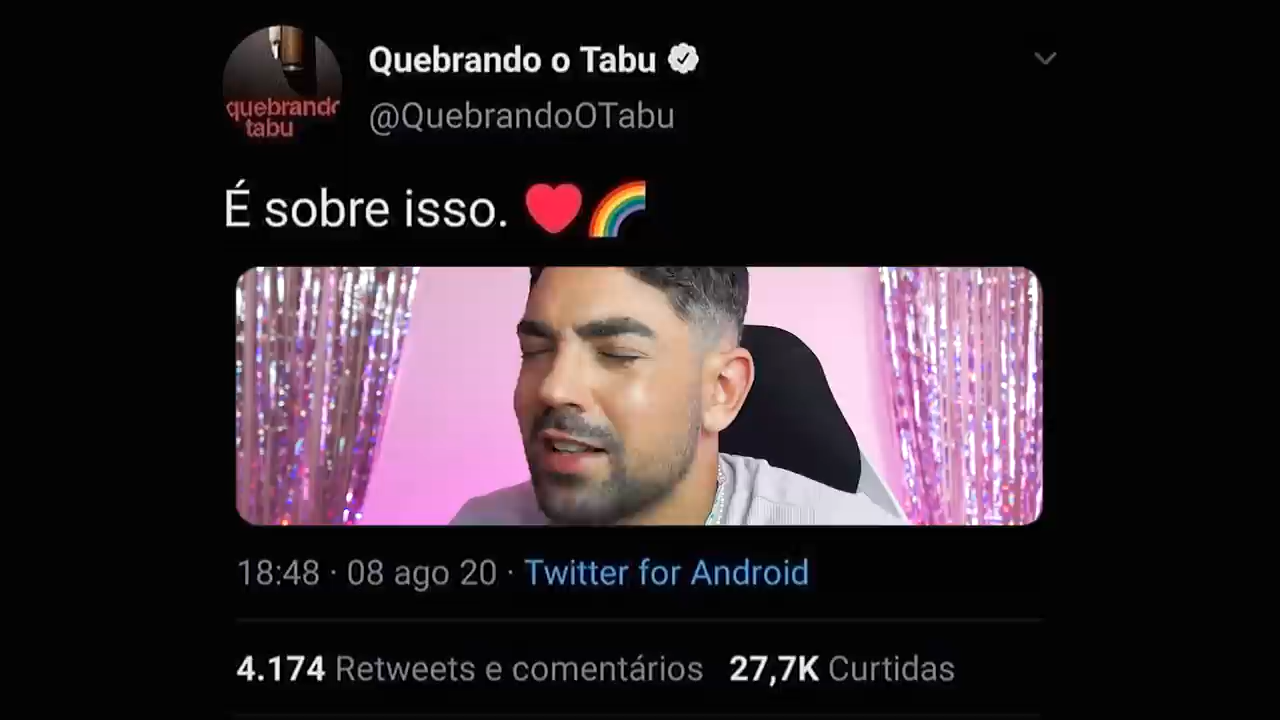 quebrando
tabu
Quebrando o Tabu
@QuebrandoOTabu
É sobre isso. ❤️🌈
18:48 · 08 ago 20 · Twitter for Android
4.174 Retweets e comentários 27,7K Curtidas